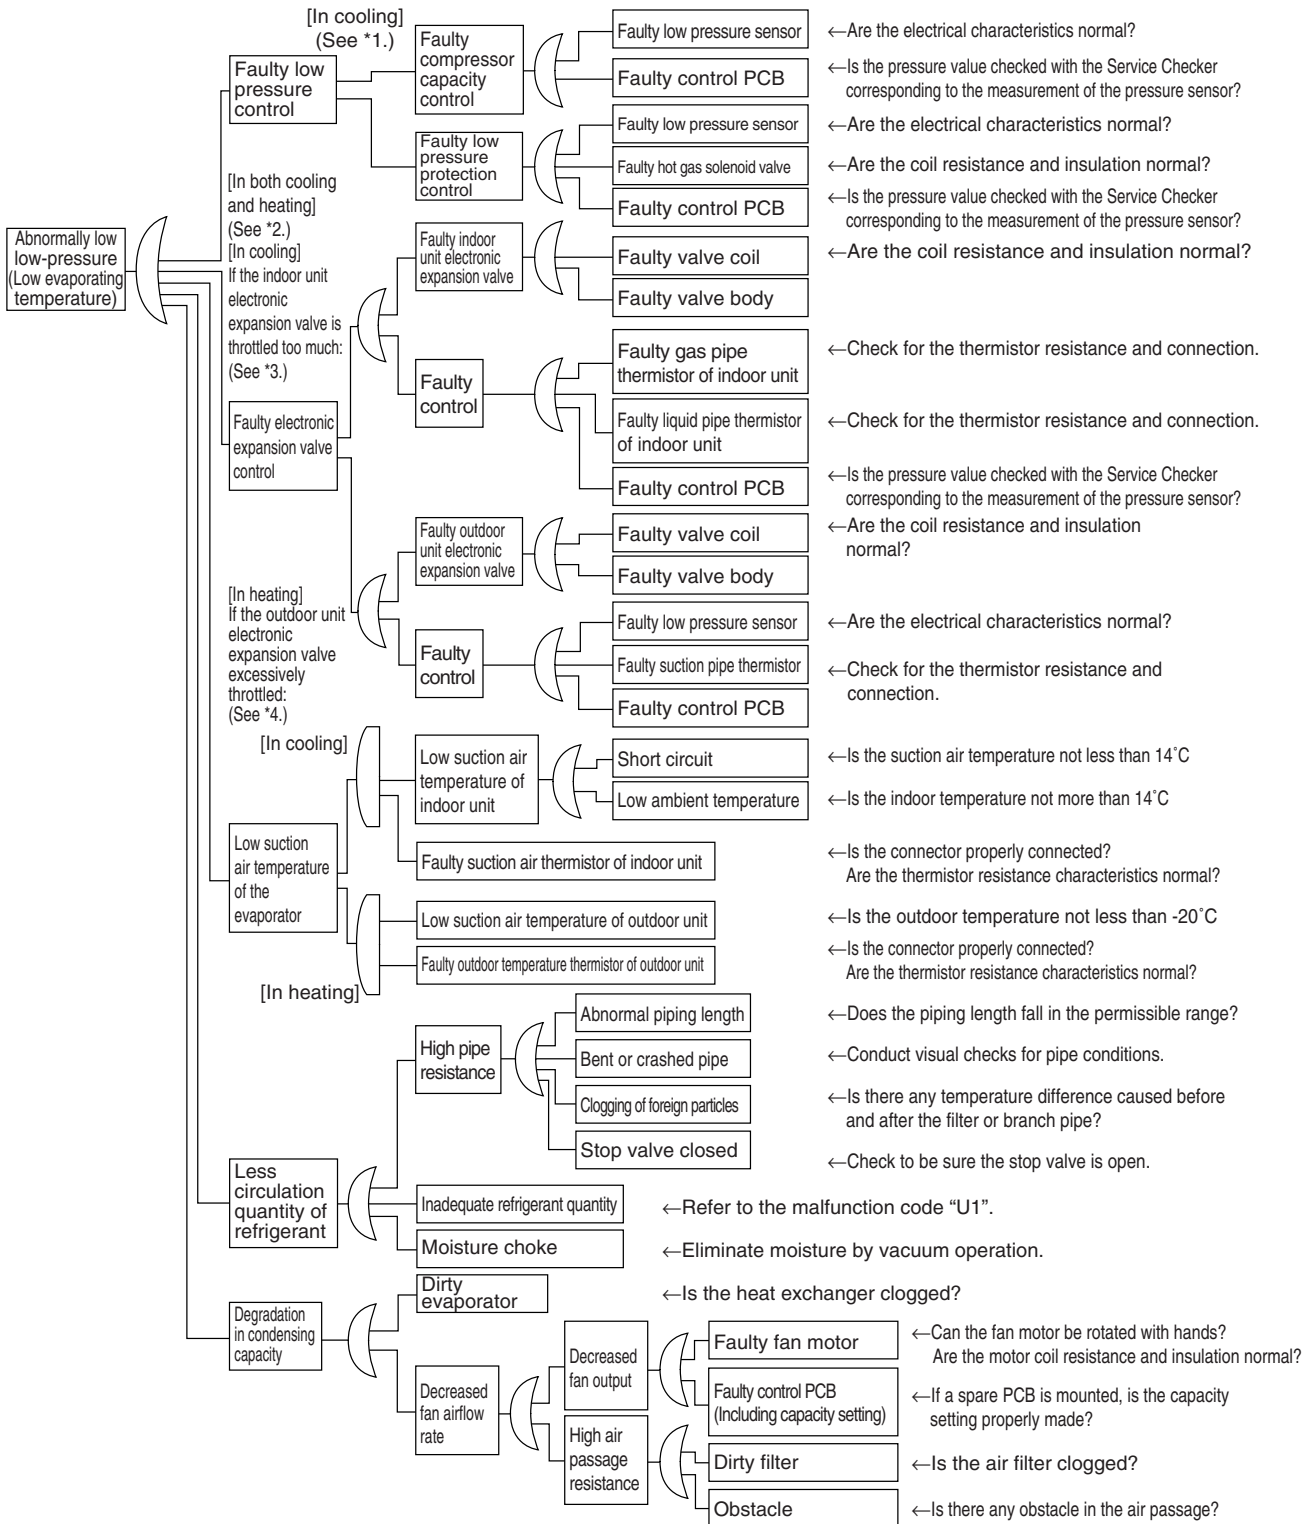 [In cooling]
(See *1.)
Faulty low
pressure
control
Faulty
compressor
capacity
control
Faulty low pressure sensor
←Are the electrical characteristics normal?
Faulty control PCB
←Is the pressure value checked with the Service Checker
corresponding to the measurement of the pressure sensor?
Faulty low
pressure
protection
control
Faulty low pressure sensor
←Are the electrical characteristics normal?
Faulty hot gas solenoid valve
←Are the coil resistance and insulation normal?
Faulty control PCB
←Is the pressure value checked with the Service Checker
corresponding to the measurement of the pressure sensor?
[In both cooling
and heating]
(See *2.)
[In cooling]
If the indoor unit
electronic
expansion valve is
throttled too much:
(See *3.)
Abnormally low
low-pressure
(Low evaporating
temperature)
Faulty indoor
unit electronic
expansion valve
Faulty valve coil
←Are the coil resistance and insulation normal?
Faulty valve body
Faulty electronic
expansion valve
control
Faulty
control
Faulty gas pipe
thermistor of indoor unit
←Check for the thermistor resistance and connection.
Faulty liquid pipe thermistor
of indoor unit
←Check for the thermistor resistance and connection.
Faulty control PCB
←Is the pressure value checked with the Service Checker
corresponding to the measurement of the pressure sensor?
Faulty outdoor
unit electronic
expansion valve
Faulty valve coil
←Are the coil resistance and insulation
normal?
Faulty valve body
[In heating]
If the outdoor unit
electronic
expansion valve
excessively
throttled:
(See *4.)
Faulty
control
Faulty low pressure sensor
←Are the electrical characteristics normal?
Faulty suction pipe thermistor
←Check for the thermistor resistance and
connection.
Faulty control PCB
[In cooling]
Low suction
air temperature
of the
evaporator
Low suction air
temperature of
indoor unit
Short circuit
←Is the suction air temperature not less than 14˚C
Low ambient temperature
←Is the indoor temperature not more than 14˚C
Faulty suction air thermistor of indoor unit
←Is the connector properly connected?
Are the thermistor resistance characteristics normal?
Low suction air temperature of outdoor unit
←Is the outdoor temperature not less than -20˚C
Faulty outdoor temperature thermistor of outdoor unit
←Is the connector properly connected?
Are the thermistor resistance characteristics normal?
[In heating]
High pipe
resistance
Abnormal piping length
←Does the piping length fall in the permissible range?
Bent or crashed pipe
←Conduct visual checks for pipe conditions.
Clogging of foreign particles
←Is there any temperature difference caused before
and after the filter or branch pipe?
Stop valve closed
←Check to be sure the stop valve is open.
Less
circulation
quantity of
refrigerant
Inadequate refrigerant quantity
←Refer to the malfunction code “U1”.
Moisture choke
←Eliminate moisture by vacuum operation.
Dirty
evaporator
←Is the heat exchanger clogged?
Degradation
in condensing
capacity
Decreased
fan airflow
rate
Decreased
fan output
Faulty fan motor
←Can the fan motor be rotated with hands?
Are the motor coil resistance and insulation normal?
Faulty control PCB
(Including capacity setting)
←If a spare PCB is mounted, is the capacity
setting properly made?
High air
passage
resistance
Dirty filter
←Is the air filter clogged?
Obstacle
←Is there any obstacle in the air passage?